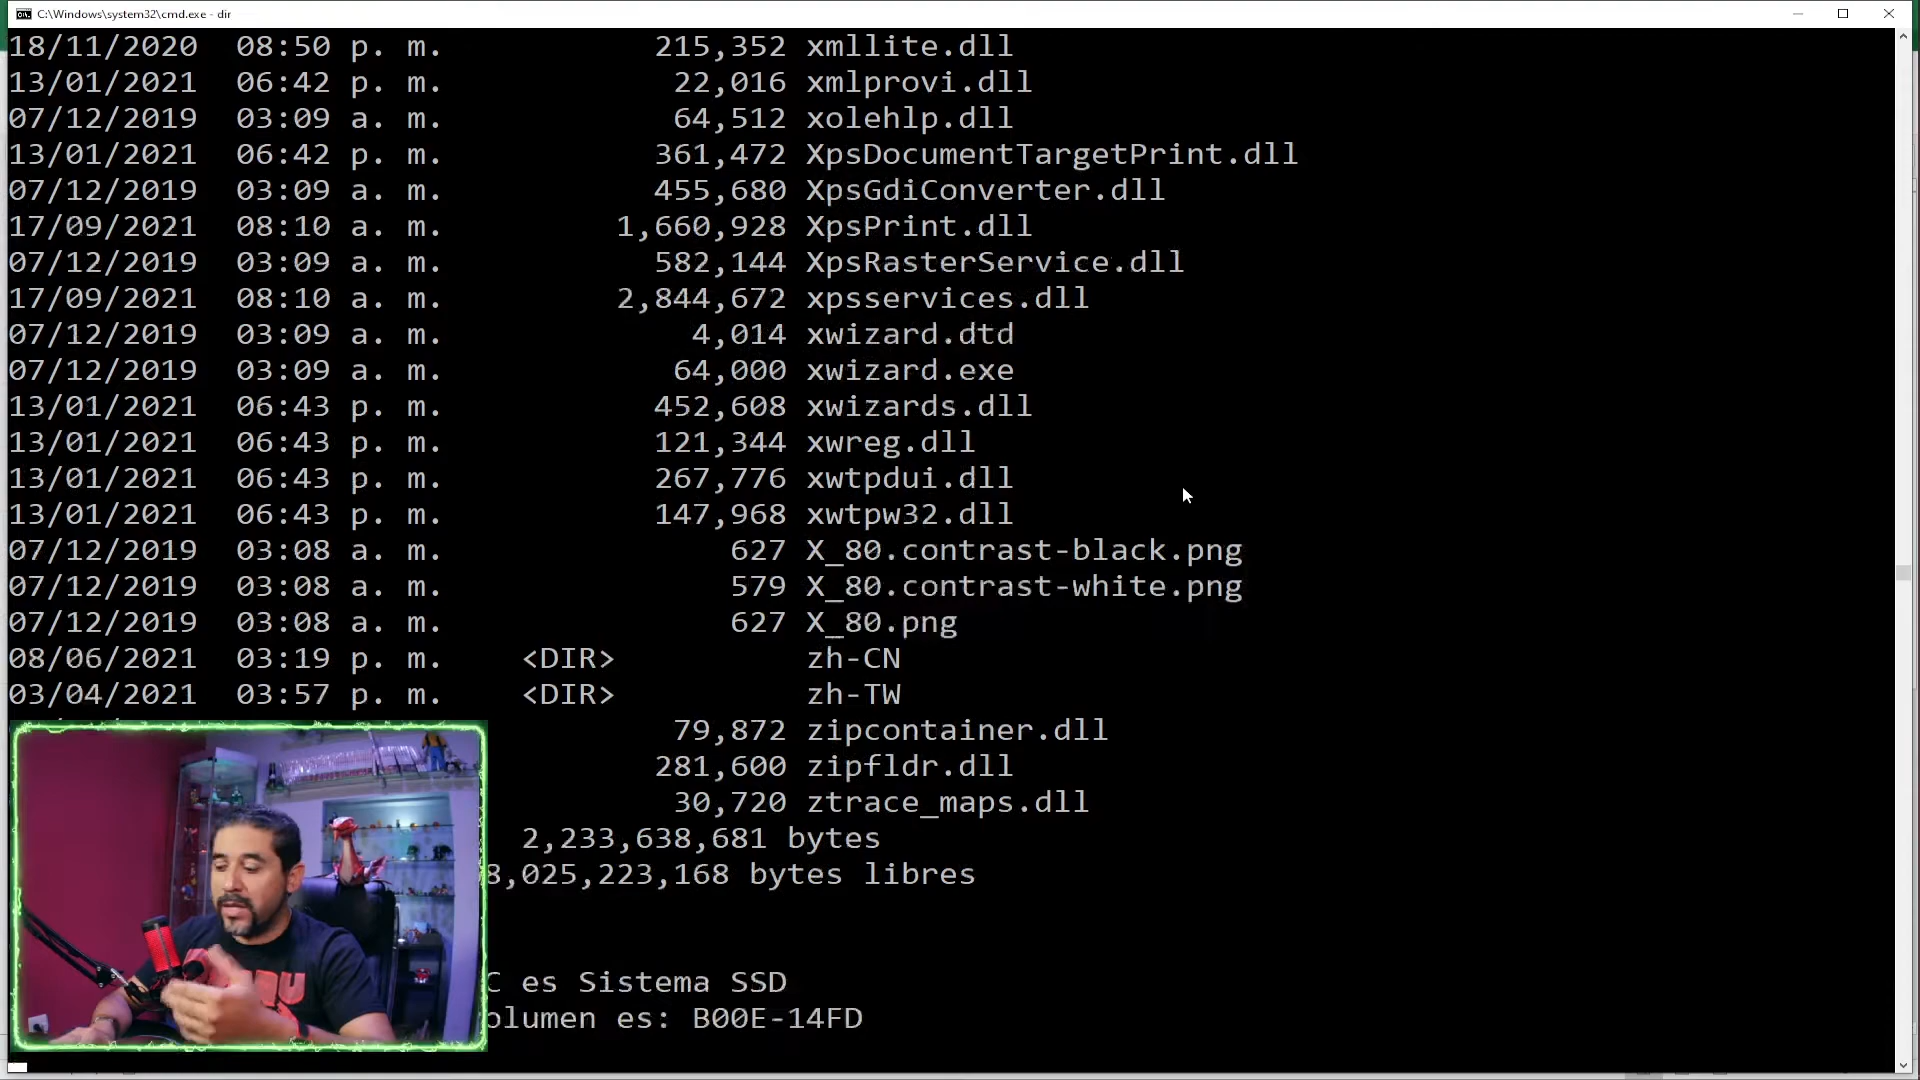 C:\Windows\system32\cmd.exe - dir
18/11/2020 08:50 p. m. 215,352 xmllite.dll
13/01/2021 06:42 p. m. 22,016 xmlprovi.dll
07/12/2019 03:09 a. m. 64,512 xolehlp.dll
13/01/2021 06:42 p. m. 361,472 XpsDocumentTargetPrint.dll
07/12/2019 03:09 a. m. 455,680 XpsGdiConverter.dll
17/09/2021 08:10 a. m. 1,660,928 XpsPrint.dll
07/12/2019 03:09 a. m. 582,144 XpsRasterService.dll
17/09/2021 08:10 a. m. 2,844,672 xpsservices.dll
07/12/2019 03:09 a. m. 4,014 xwizard.dtd
07/12/2019 03:09 a. m. 64,000 xwizard.exe
13/01/2021 06:43 p. m. 452,608 xwizards.dll
13/01/2021 06:43 p. m. 121,344 xwreg.dll
13/01/2021 06:43 p. m. 267,776 xwtpdui.dll
13/01/2021 06:43 p. m. 147,968 xwtpw32.dll
07/12/2019 03:08 a. m. 627 X_80.contrast-black.png
07/12/2019 03:08 a. m. 579 X_80.contrast-white.png
07/12/2019 03:08 a. m. 627 X_80.png
08/06/2021 03:19 p. m. <DIR> zh-CN
03/04/2021 03:57 p. m. <DIR> zh-TW
79,872 zipcontainer.dll
281,600 zipfldr.dll
30,720 ztrace_maps.dll
2,233,638,681 bytes
8,025,223,168 bytes libres
C es Sistema SSD
olumen es: B00E-14FD